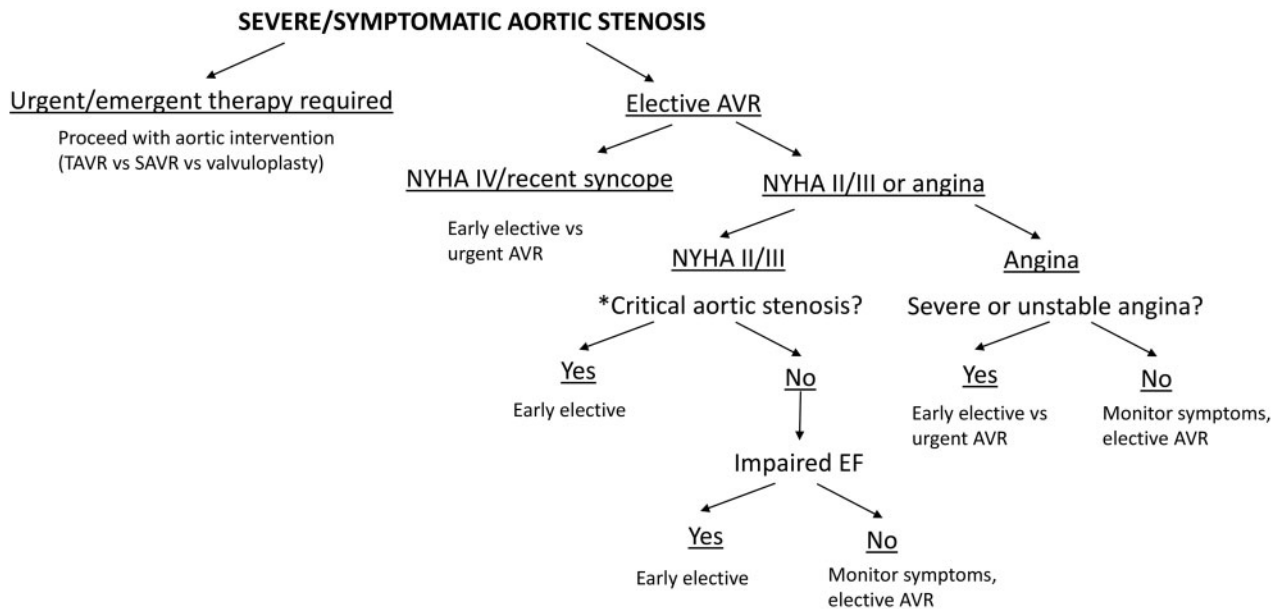 SEVERE/SYMPTOMATIC AORTIC STENOSIS
Urgent/emergent therapy required
Proceed with aortic intervention
(TAVR vs SAVR vs valvuloplasty)
Elective AVR
NYHA IV/recent syncope
Early elective vs
urgent AVR
NYHA II/III or angina
NYHA II/III
*Critical aortic stenosis?
Yes
Early elective
No
Impaired EF
Yes
Early elective
No
Monitor symptoms,
elective AVR
Angina
Severe or unstable angina?
Yes
Early elective vs
urgent AVR
No
Monitor symptoms,
elective AVR